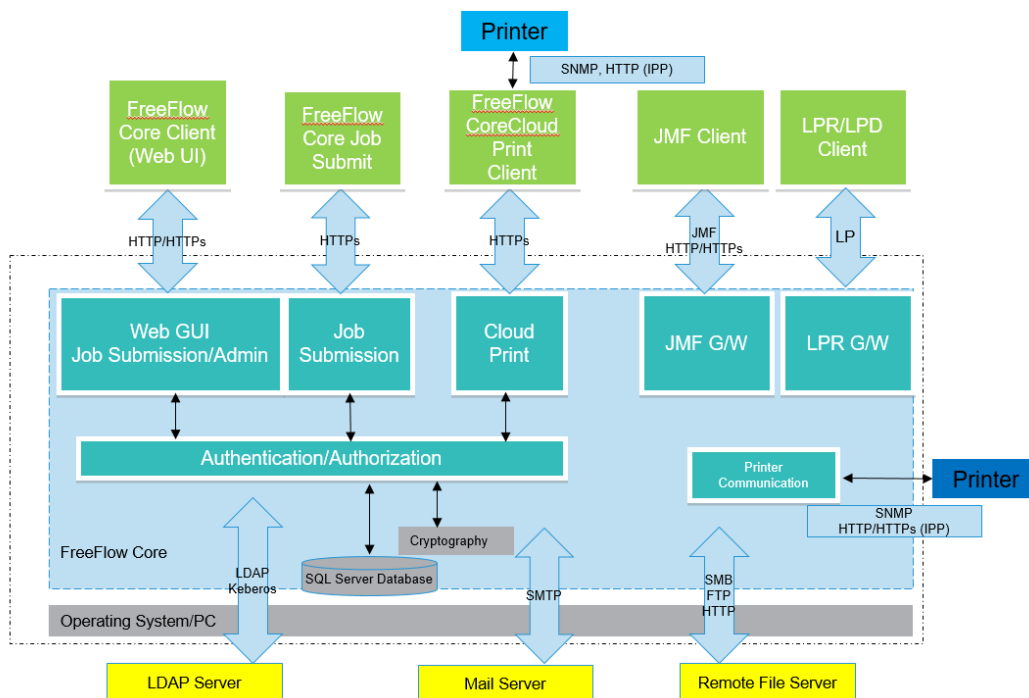 Printer
SNMP, HTTP (IPP)
FreeFlow
Core Client
(Web UI)
FreeFlow
Core Job
Submit
FreeFlow
CoreCloud
Print
Client
JMF Client
LPR/LPD
Client
HTTP/HTTPs
HTTPs
HTTPs
JMF
HTTP/HTTPs
LP
Web GUI
Job Submission/Admin
Job
Submission
Cloud
Print
JMF G/W
LPR G/W
Authentication/Authorization
Printer
Communication
Printer
SNMP
HTTP/HTTPs (IPP)
Cryptography
FreeFlow Core
SQL Server Database
LDAP
Keberos
SMTP
SMB
FTP
HTTP
Operating System/PC
LDAP Server
Mail Server
Remote File Server